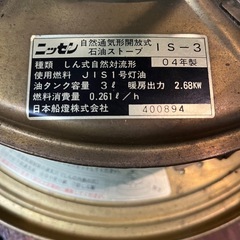 ニッセン 自然通気形開放式 石油ストーブ IS-3
種類 しん式自然対流形 04年製
使用燃料 JIS1号灯油
油タンク容量 3ℓ 暖房出力 2.68KW
燃料消費量 0.261ℓ/h
日本船燈株式会社 400894